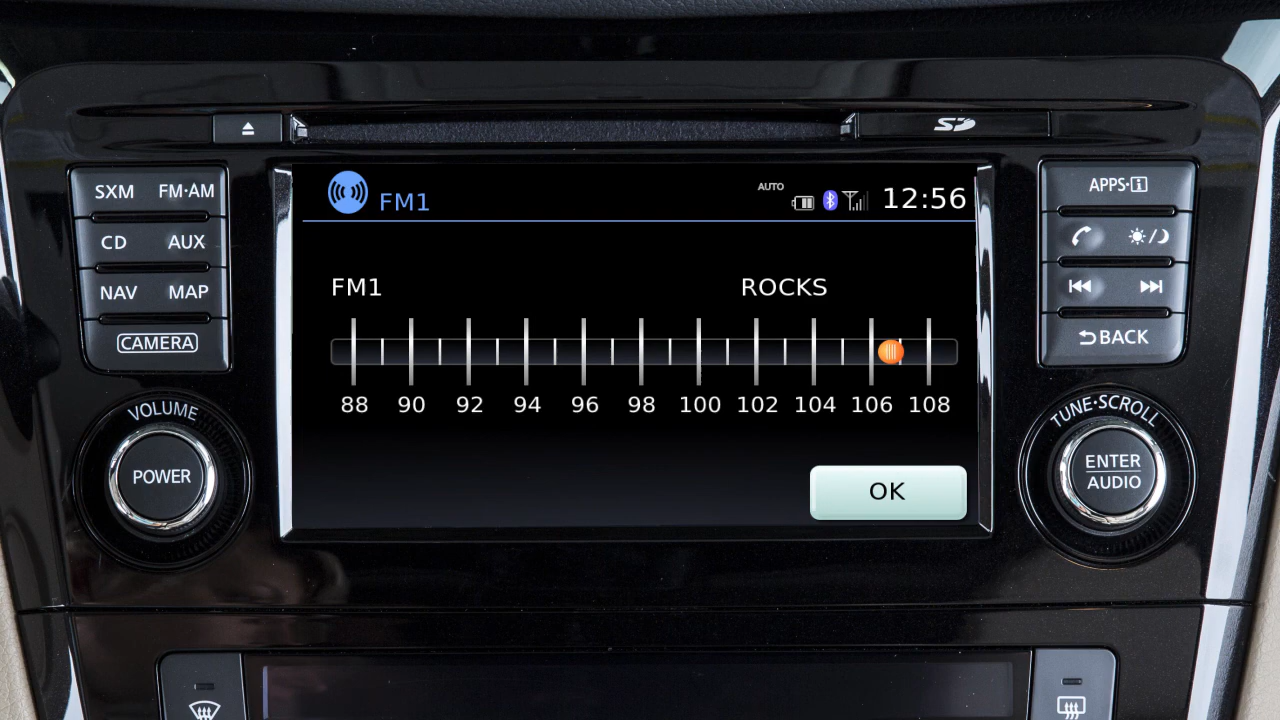 SD
SXM FM·AM
CD AUX
NAV MAP
CAMERA
VOLUME
POWER
FM1
AUTO
12:56
FM1 ROCKS
88 90 92 94 96 98 100 102 104 106 108
OK
APPS·i
BACK
TUNE·SCROLL
ENTER
AUDIO